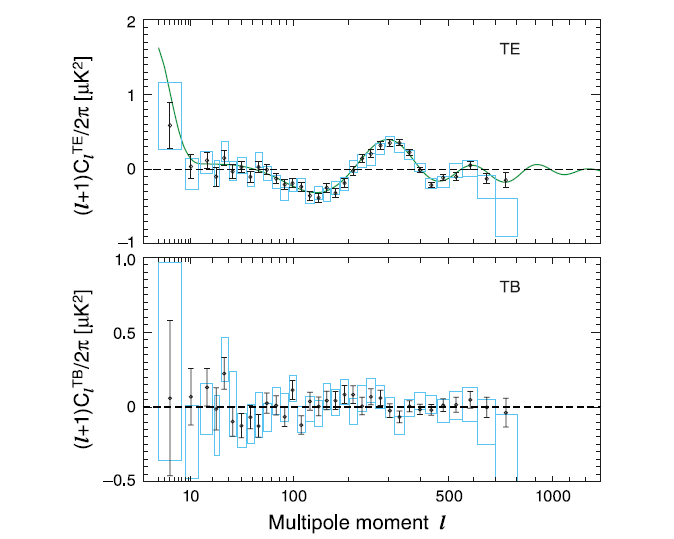 2
TE
1
0
−1
(l+1)C_l^TE/2π [μK²]
1.0
TB
0.5
0
−0.5
(l+1)C_l^TB/2π [μK²]
10 100 500 1000
Multipole moment l